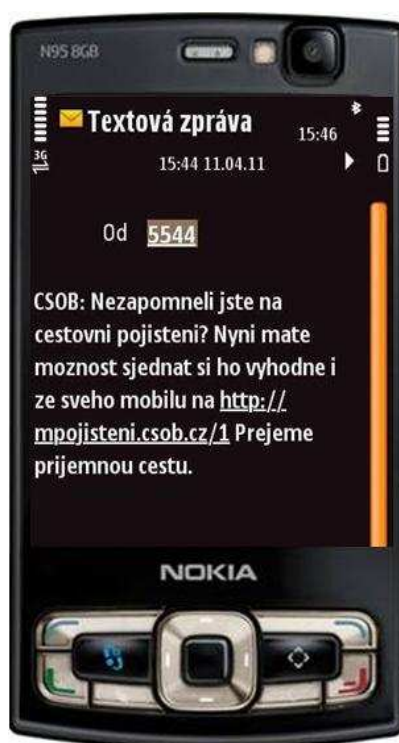 N95 8GB
Textová zpráva
15:46
3G
15:44 11.04.11
Od 5544
CSOB: Nezapomneli jste na
cestovni pojisteni? Nyni mate
moznost sjednat si ho vyhodne i
ze sveho mobilu na http://
mpojisteni.csob.cz/1 Prejeme
prijemnou cestu.
NOKIA